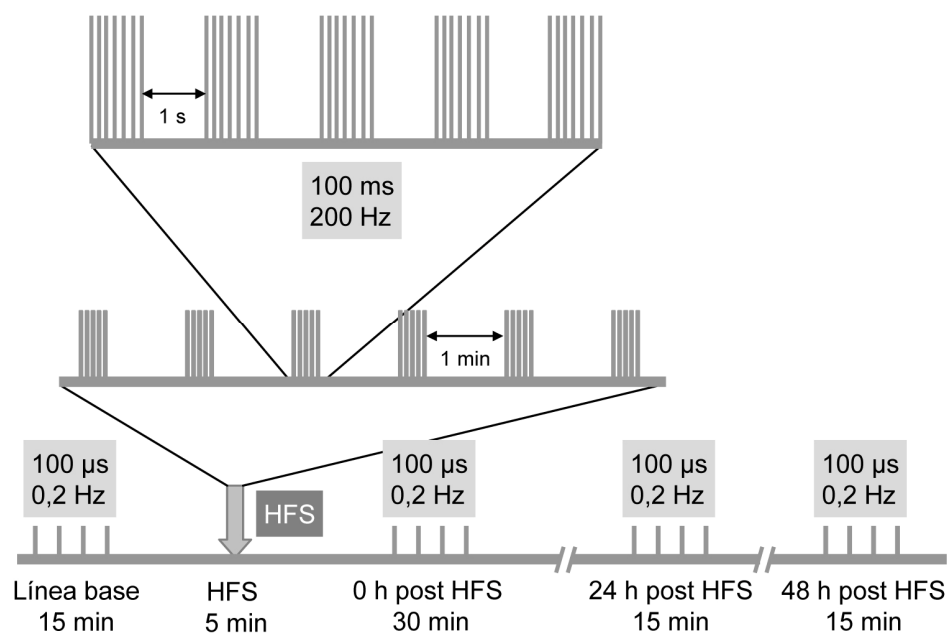 1 s
100 ms
200 Hz
1 min
100 µs
0,2 Hz
HFS
100 µs
0,2 Hz
100 µs
0,2 Hz
100 µs
0,2 Hz
Línea base
15 min
HFS
5 min
0 h post HFS
30 min
24 h post HFS
15 min
48 h post HFS
15 min